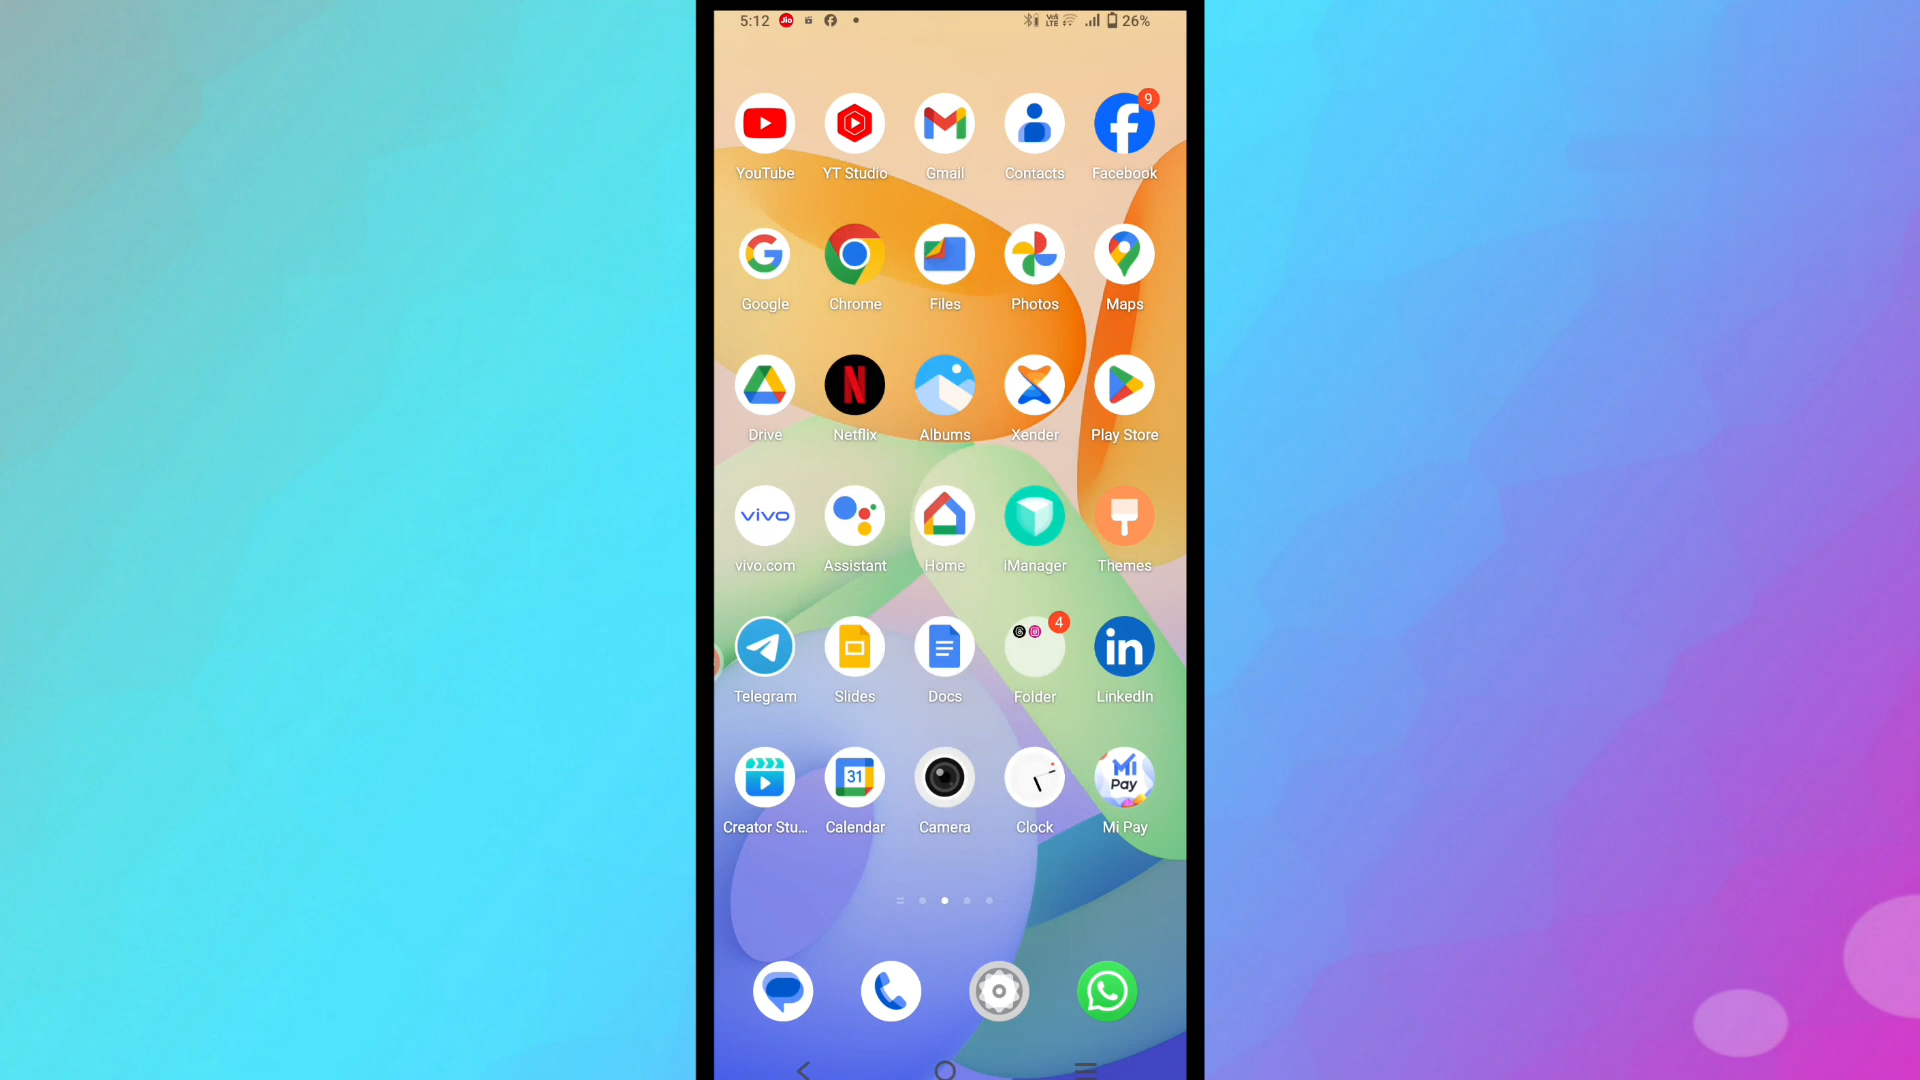 5:12 Jio 26%
9
YouTube YT Studio Gmail Contacts Facebook
Google Chrome Files Photos Maps
N
Drive Netflix Albums Xender Play Store
vivo
vivo.com Assistant Home iManager Themes
4
in
Telegram Slides Docs Folder LinkedIn
31
Mi
Pay
Creator Stu... Calendar Camera Clock Mi Pay